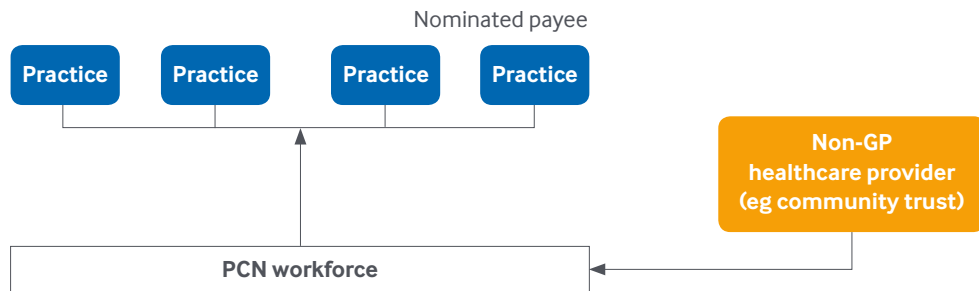 Nominated payee
Practice
Practice
Practice
Practice
Non-GP
healthcare provider
(eg community trust)
PCN workforce